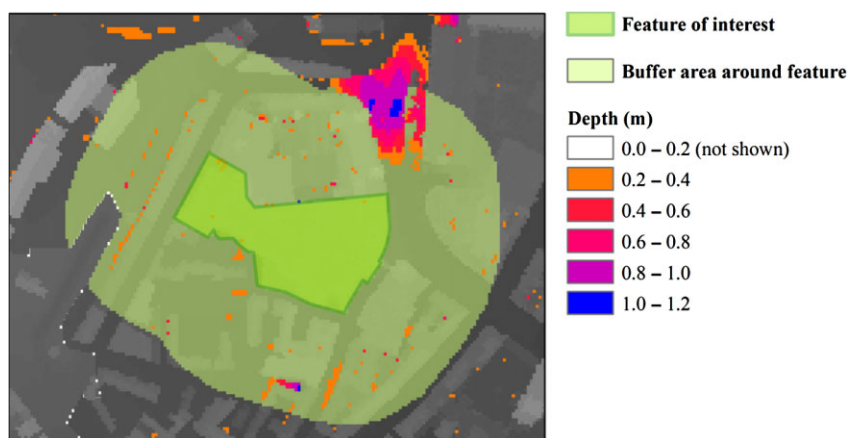 Feature of interest
Buffer area around feature
Depth (m)
0.0 – 0.2 (not shown)
0.2 – 0.4
0.4 – 0.6
0.6 – 0.8
0.8 – 1.0
1.0 – 1.2